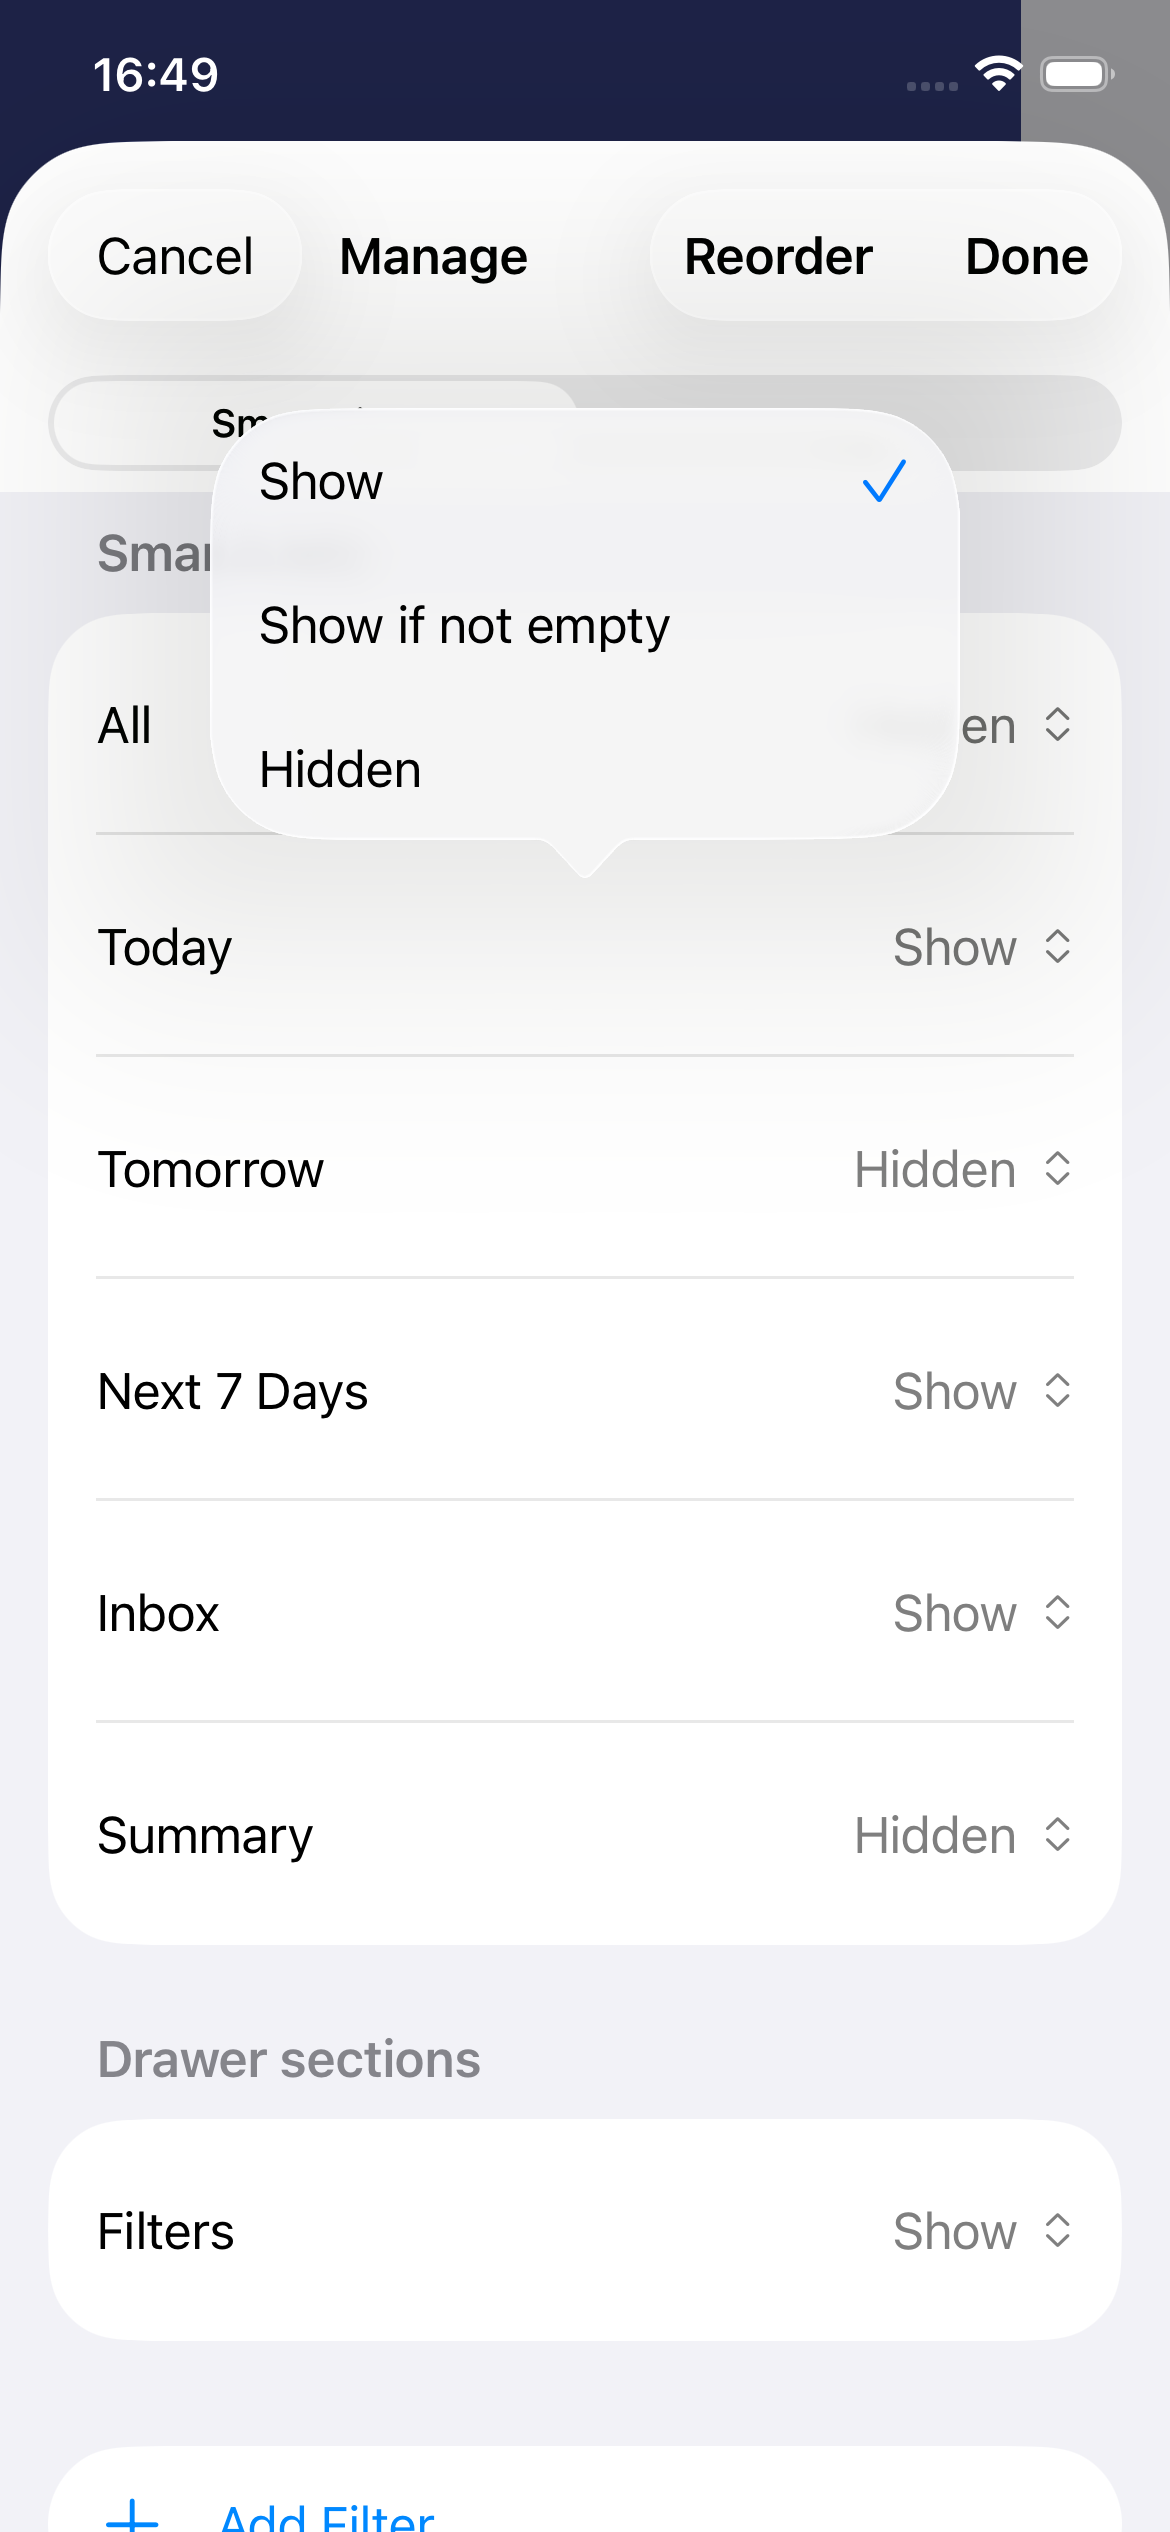 16:49
Cancel
Manage
Reorder
Done
Show
Show if not empty
Hidden
All
Today
Show
Tomorrow
Hidden
Next 7 Days
Show
Inbox
Show
Summary
Hidden
Drawer sections
Filters
Show
Add Filter